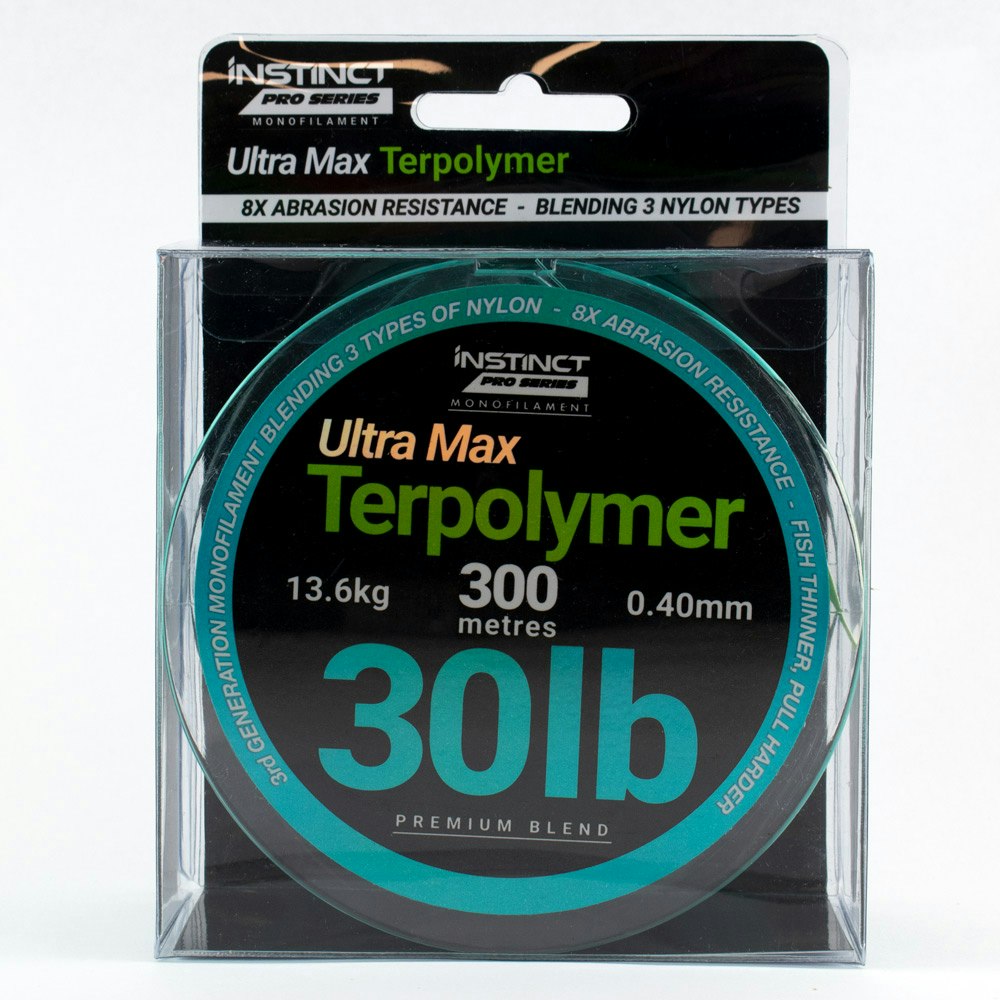 INSTINCT
PRO SERIES
MONOFILAMENT
Ultra Max Terpolymer
8X ABRASION RESISTANCE - BLENDING 3 NYLON TYPES
3rd GENERATION MONOFILAMENT BLENDING 3 TYPES OF NYLON - 8X ABRASION RESISTANCE - FISH THINNER, PULL HARDER
INSTINCT
PRO SERIES
MONOFILAMENT
Ultra Max
Terpolymer
13.6kg 300 metres 0.40mm
30lb
PREMIUM BLEND